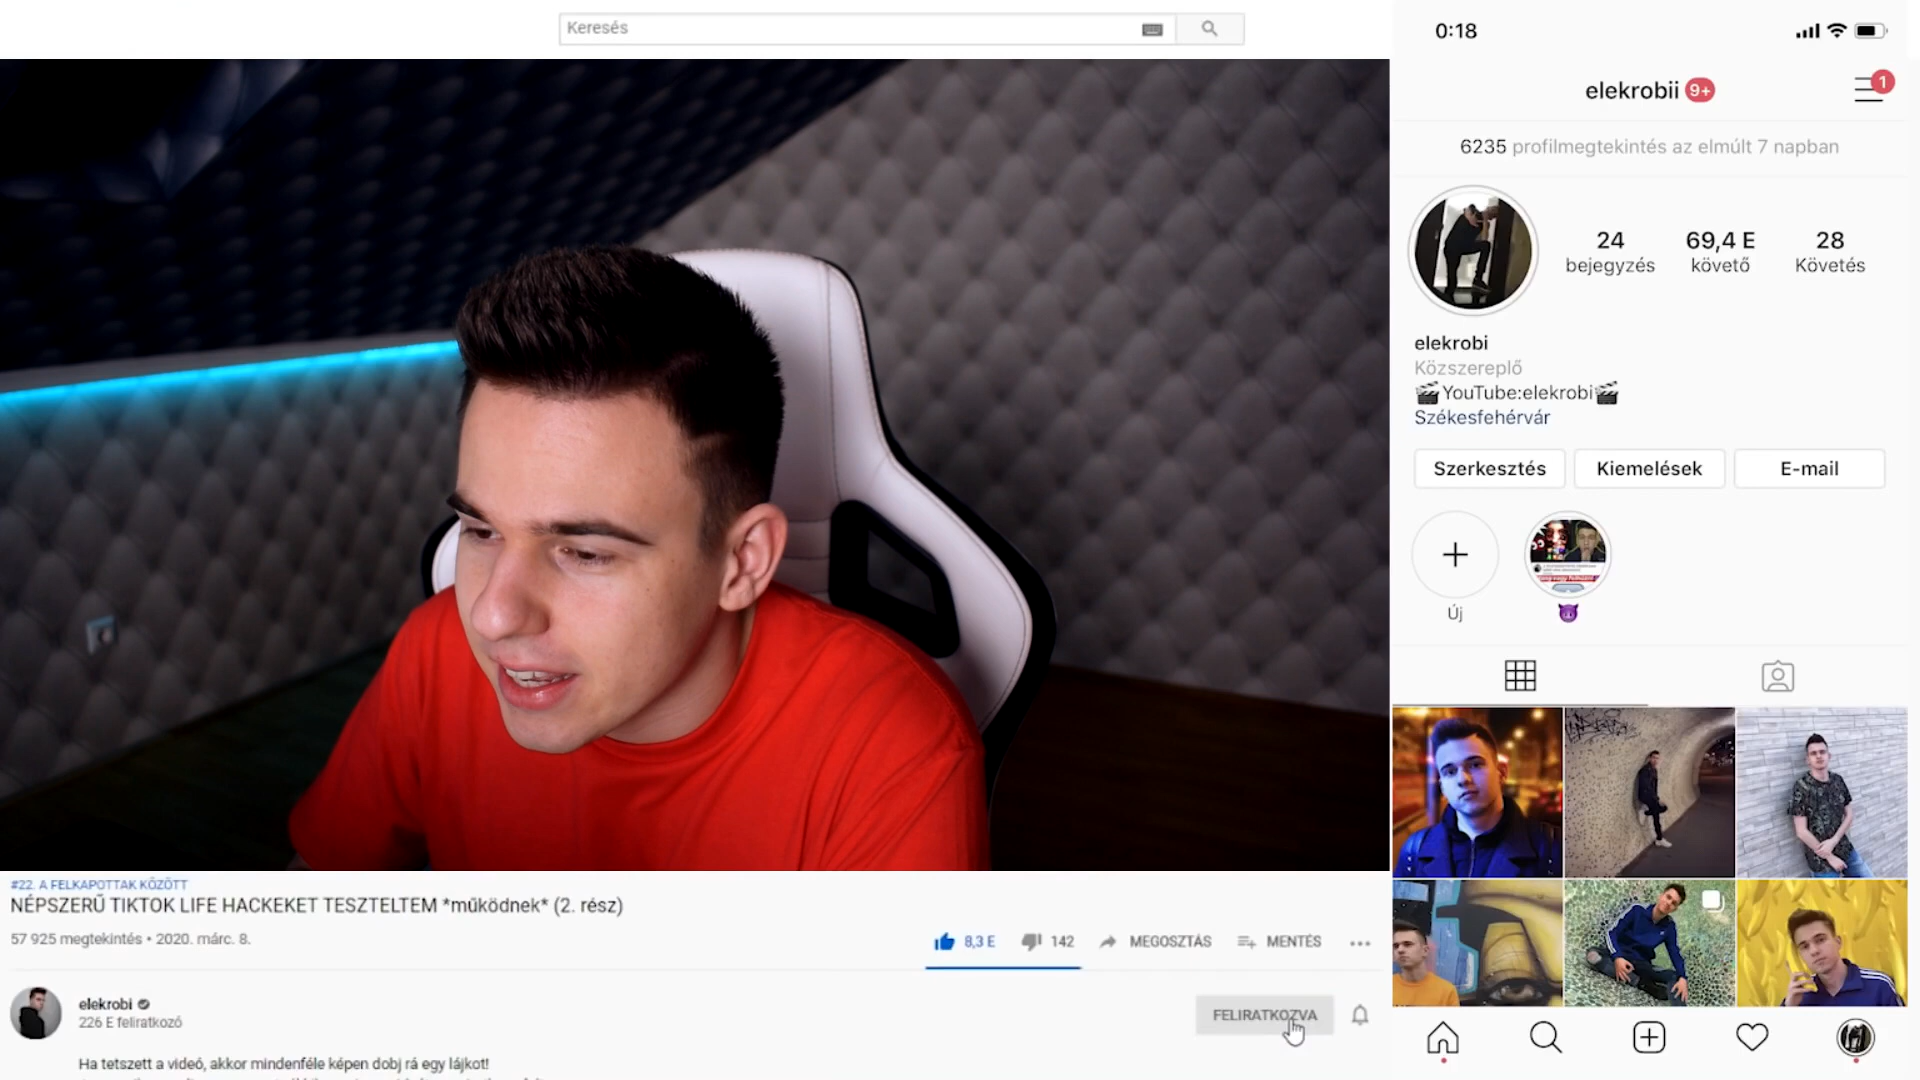 Keresés
#22. A FELKAPOTTAK KÖZÖTT
NÉPSZERŰ TIKTOK LIFE HACKEKET TESZTELTEM *működnek* (2. rész)
57 925 megtekintés • 2020. márc. 8.
8,3 E
142
MEGOSZTÁS
MENTÉS
elekrobi
226 E feliratkozó
FELIRATKOZVA
Ha tetszett a videó, akkor mindenféle képen dobj rá egy lájkot!
0:18
elekrobii 9+
1
6235 profilmegtekintés az elmúlt 7 napban
24 69,4 E 28
bejegyzés követő Követés
elekrobi
Közszereplő
🎬YouTube:elekrobi🎬
Székesfehérvár
Szerkesztés Kiemelések E-mail
Új 😈